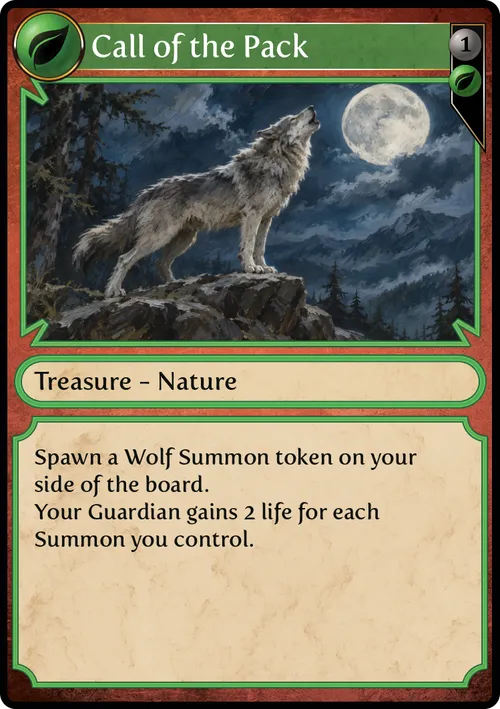 Call of the Pack
1
Treasure – Nature
Spawn a Wolf Summon token on your
side of the board.
Your Guardian gains 2 life for each
Summon you control.